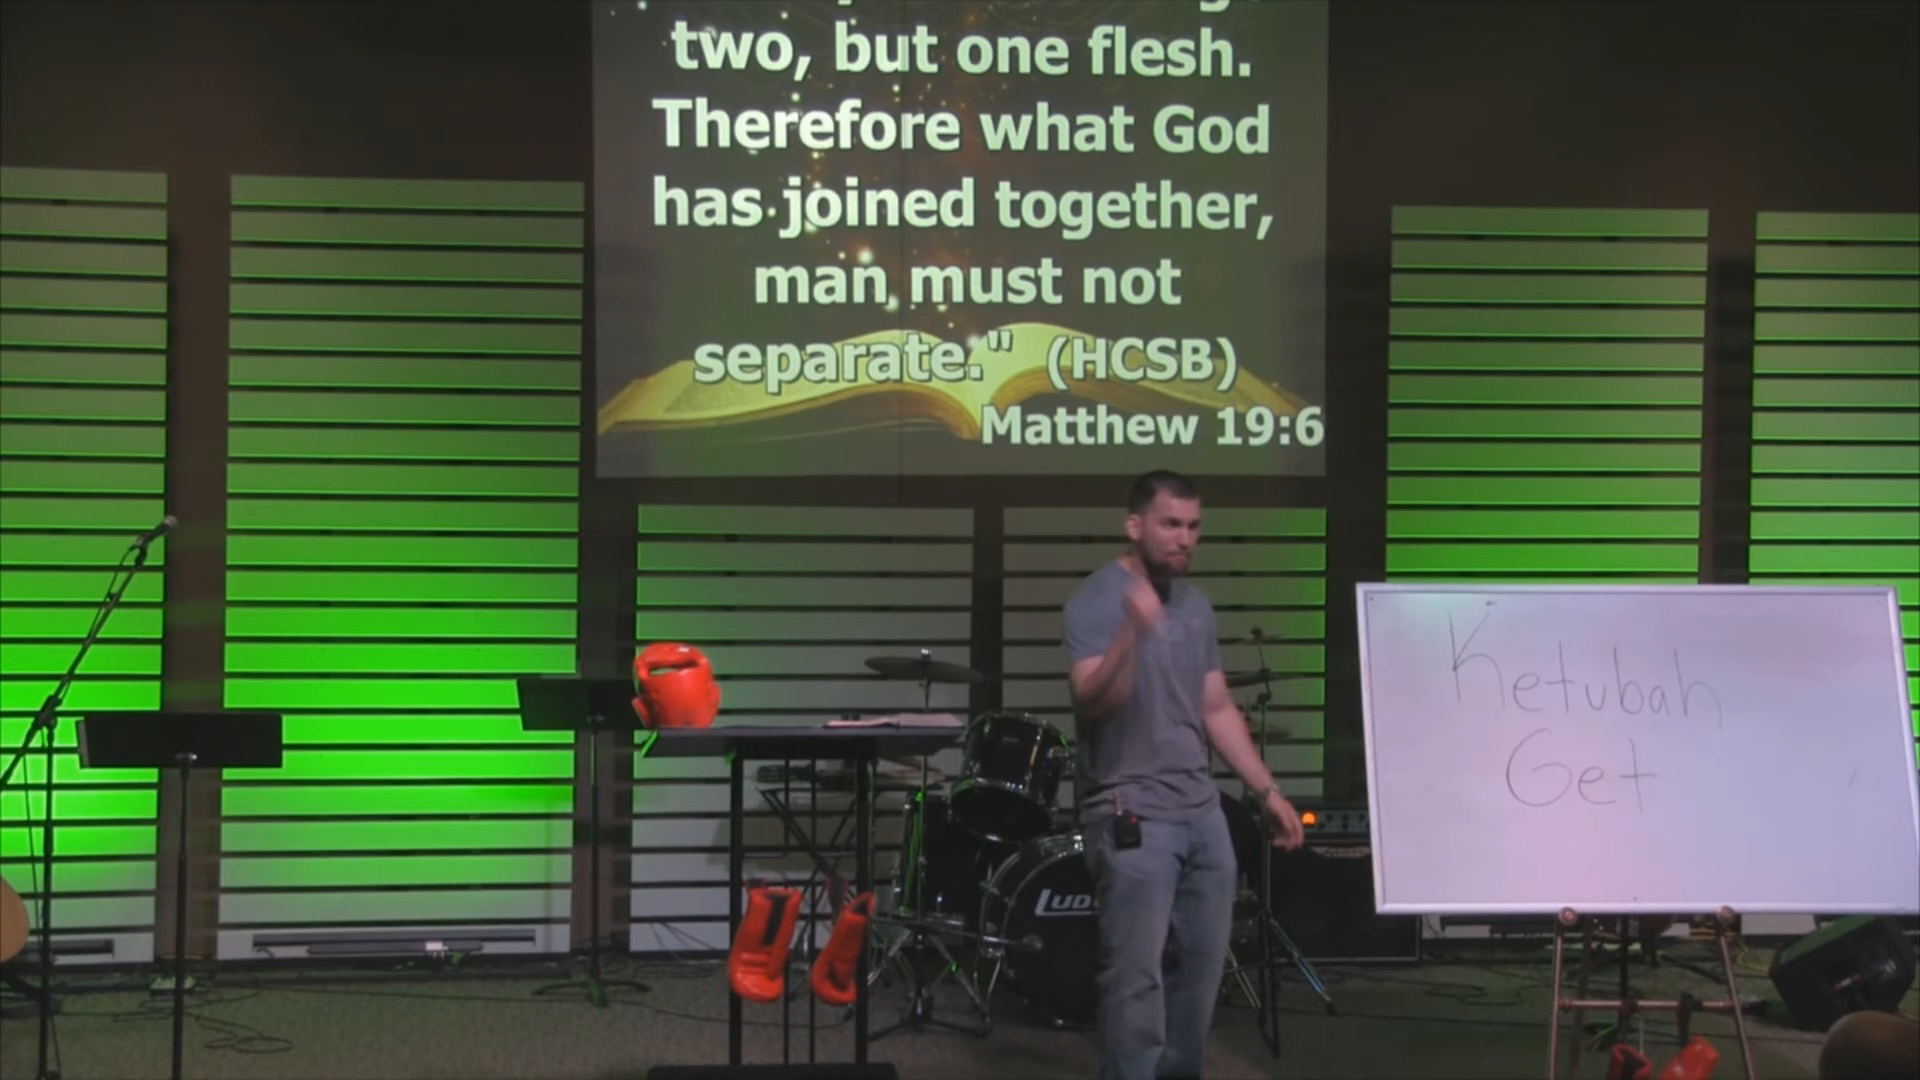 two, but one flesh.
Therefore what God
has joined together,
man must not
separate." (HCSB)
Matthew 19:6
Ketubah
Get